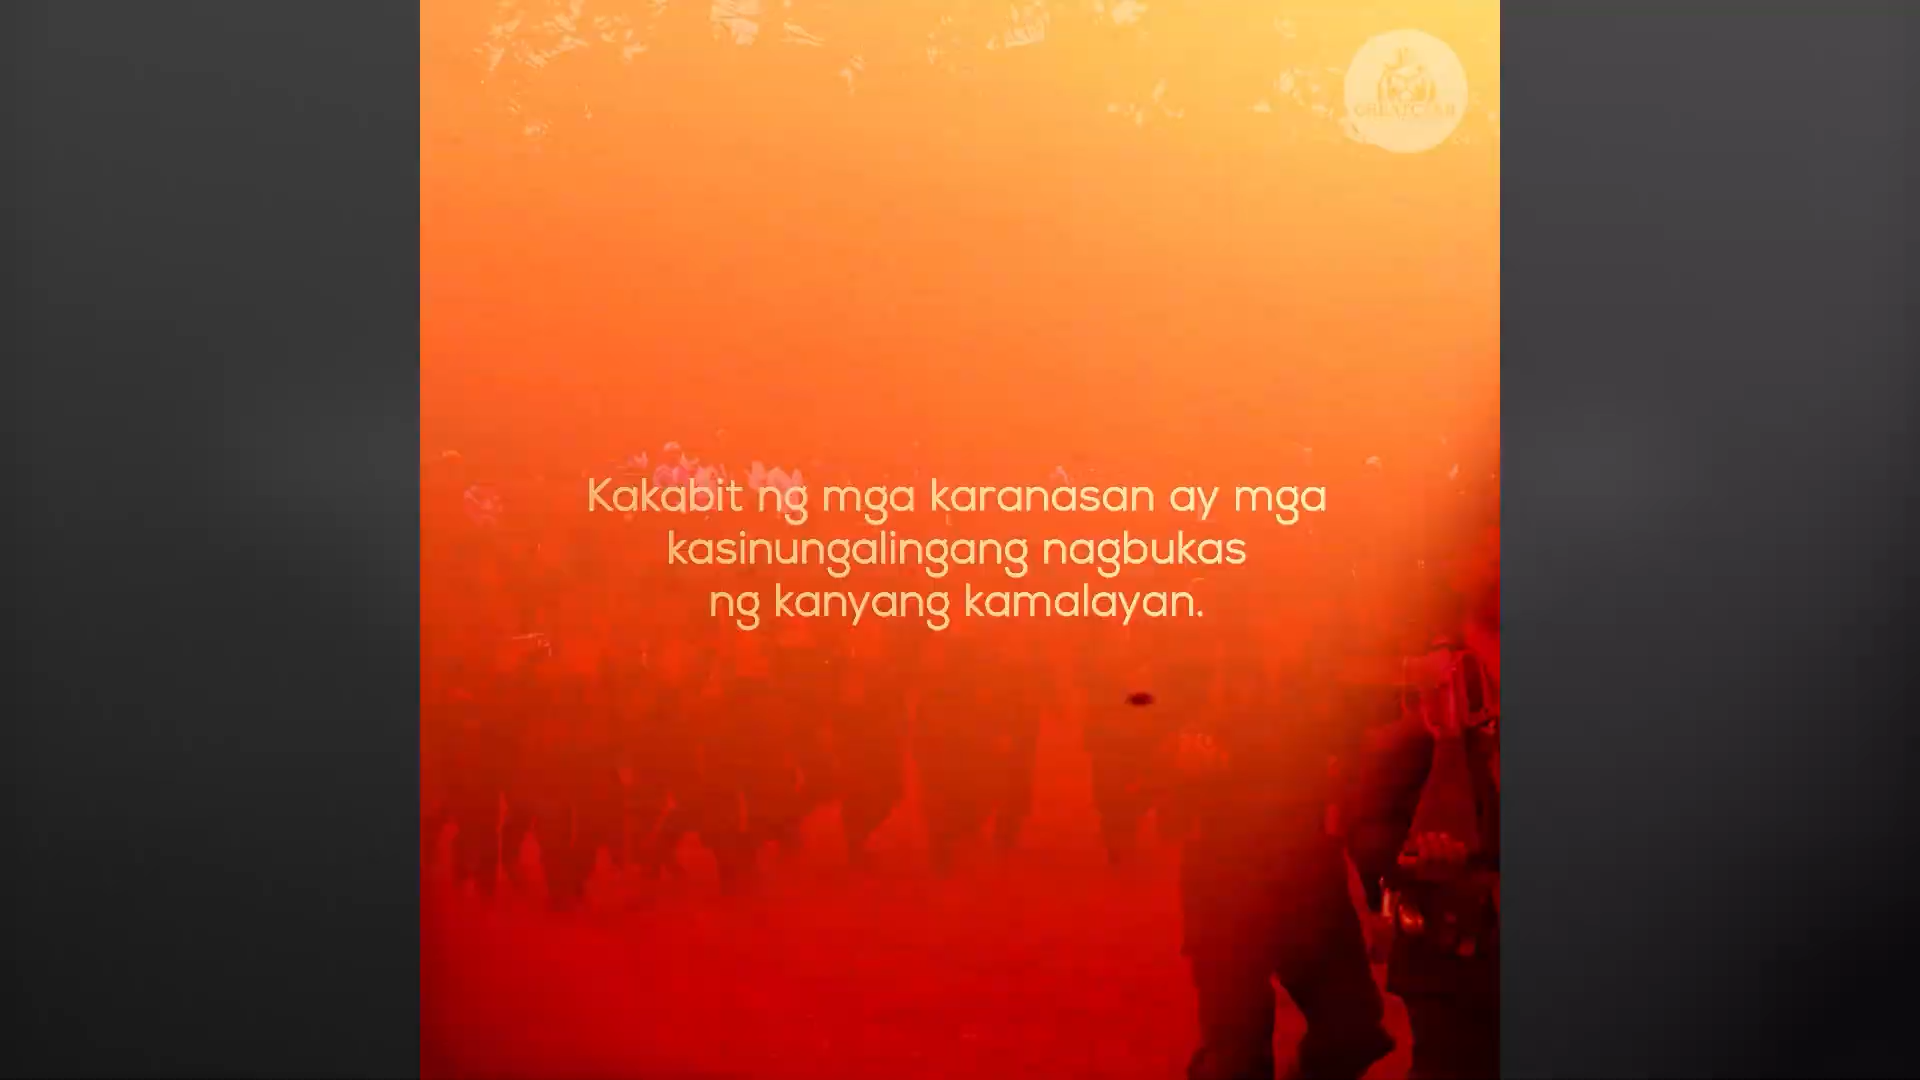 Kakabit ng mga karanasan ay mga
kasinungalingang nagbukas
ng kanyang kamalayan.